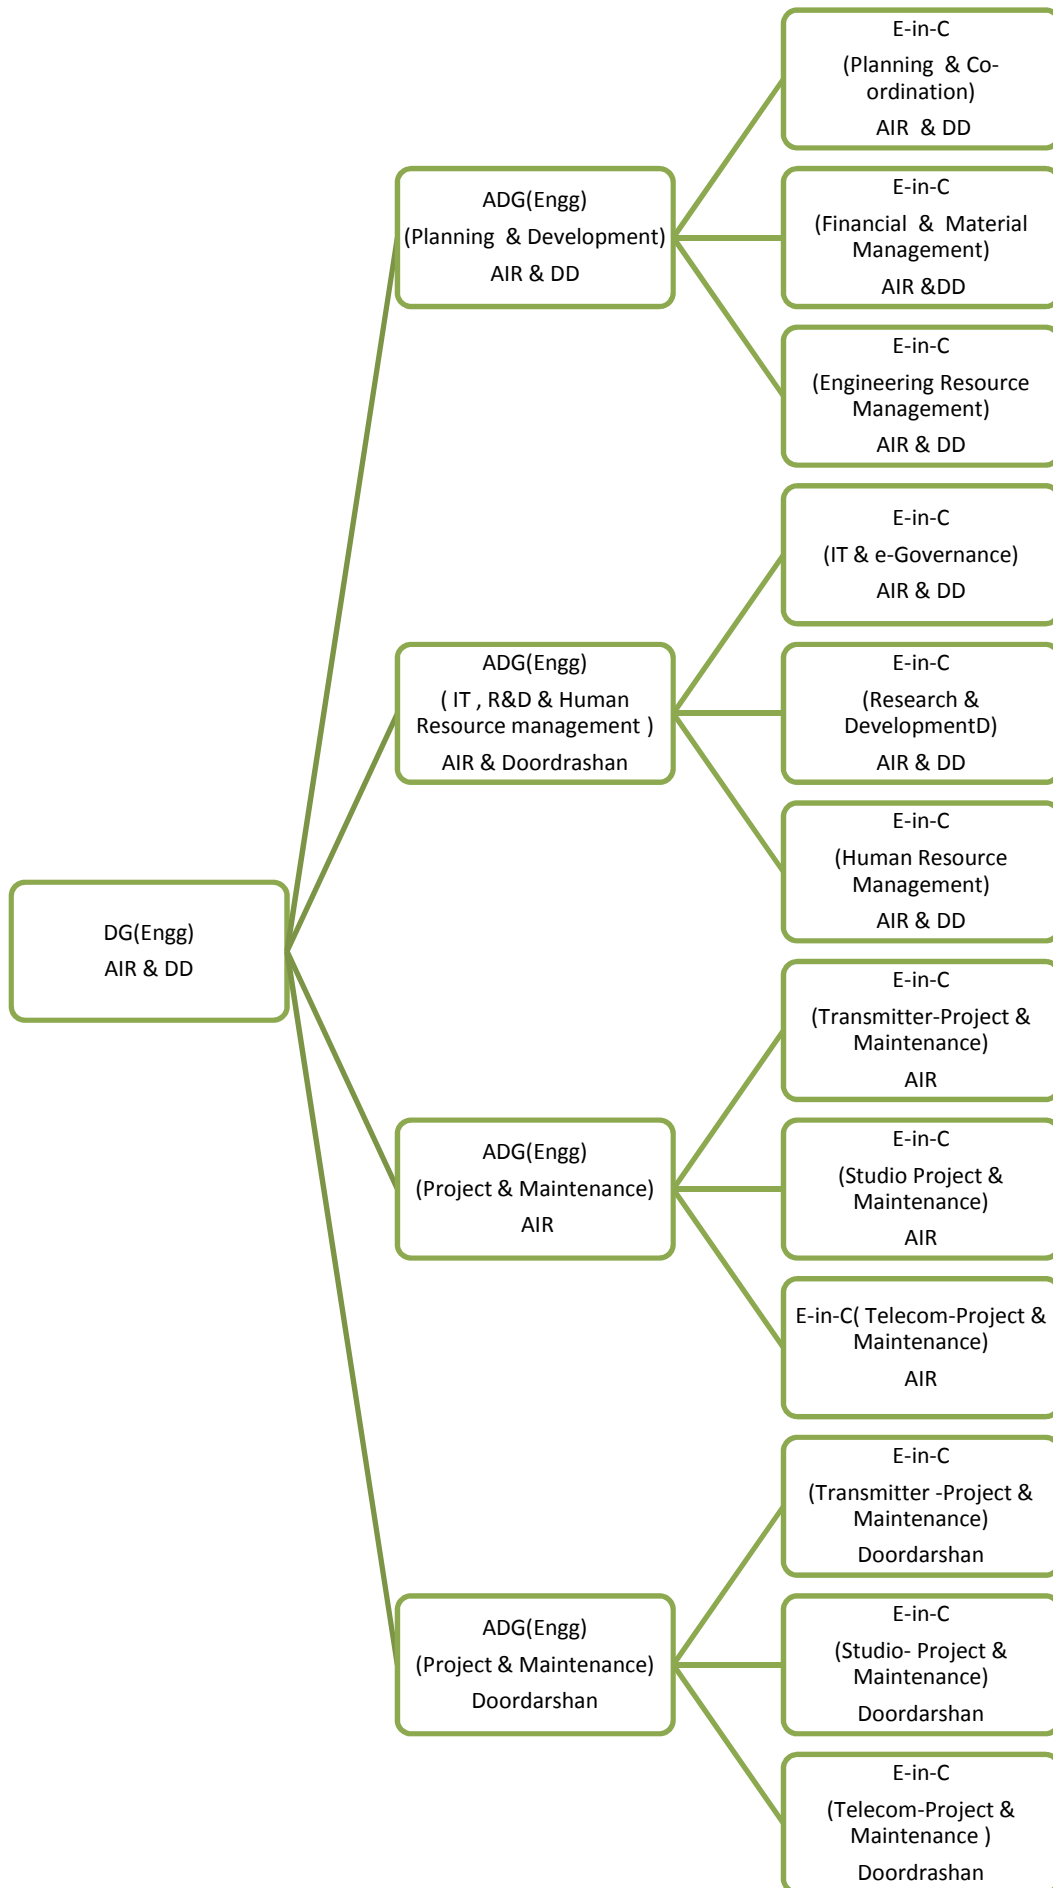 E-in-C
(Planning & Co-
ordination)
AIR & DD
ADG(Engg)
(Planning & Development)
AIR & DD
E-in-C
(Financial & Material
Management)
AIR &DD
E-in-C
(Engineering Resource
Management)
AIR & DD
E-in-C
(IT & e-Governance)
AIR & DD
ADG(Engg)
( IT , R&D & Human
Resource management )
AIR & Doordrashan
E-in-C
(Research &
DevelopmentD)
AIR & DD
E-in-C
(Human Resource
Management)
AIR & DD
DG(Engg)
AIR & DD
E-in-C
(Transmitter-Project &
Maintenance)
AIR
ADG(Engg)
(Project & Maintenance)
AIR
E-in-C
(Studio Project &
Maintenance)
AIR
E-in-C( Telecom-Project &
Maintenance)
AIR
E-in-C
(Transmitter -Project &
Maintenance)
Doordarshan
ADG(Engg)
(Project & Maintenance)
Doordarshan
E-in-C
(Studio- Project &
Maintenance)
Doordarshan
E-in-C
(Telecom-Project &
Maintenance )
Doordrashan